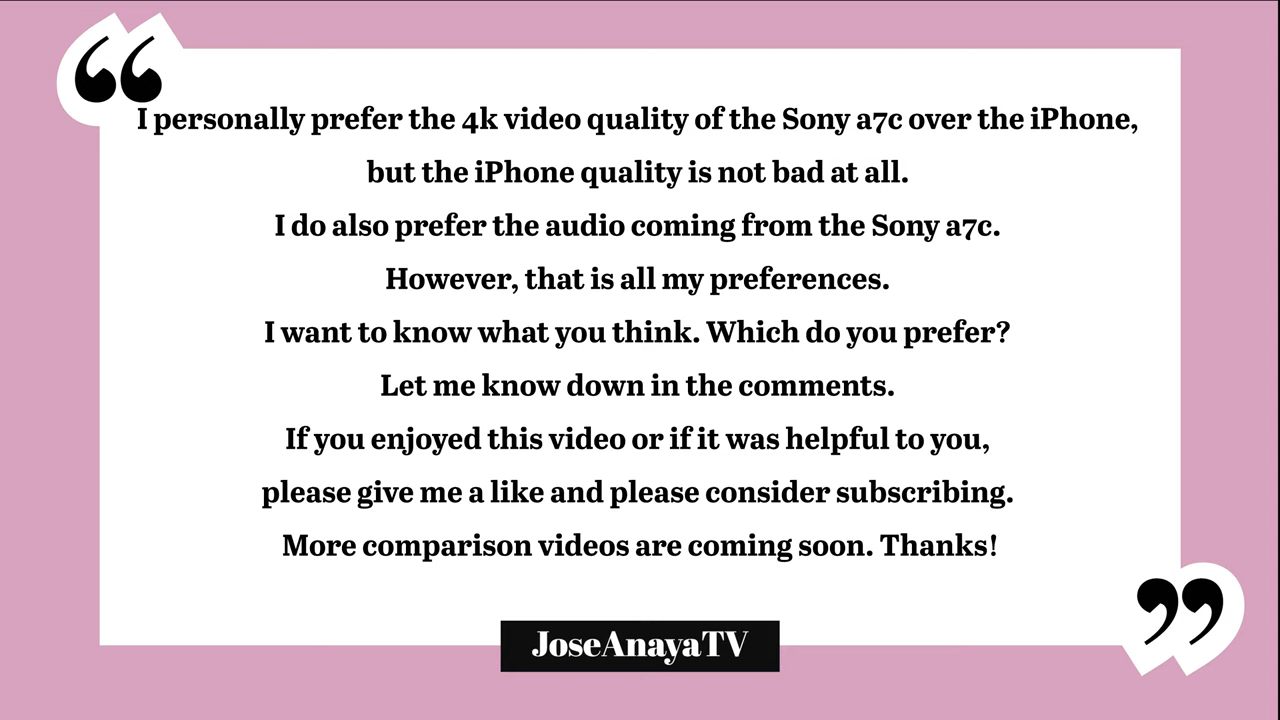 I personally prefer the 4k video quality of the Sony a7c over the iPhone,
but the iPhone quality is not bad at all.
I do also prefer the audio coming from the Sony a7c.
However, that is all my preferences.
I want to know what you think. Which do you prefer?
Let me know down in the comments.
If you enjoyed this video or if it was helpful to you,
please give me a like and please consider subscribing.
More comparison videos are coming soon. Thanks!
JoseAnayaTV